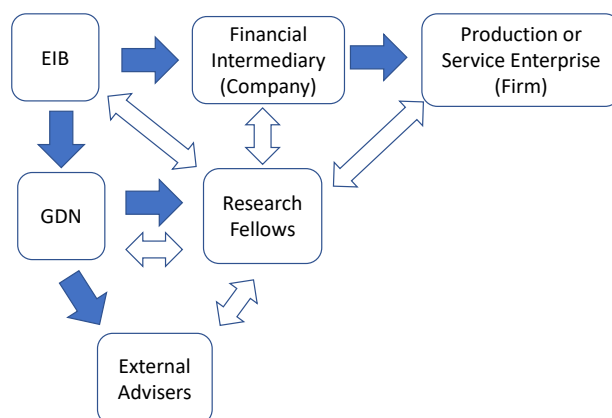 EIB
Financial
Intermediary
(Company)
Production or
Service Enterprise
(Firm)
GDN
Research
Fellows
External
Advisers